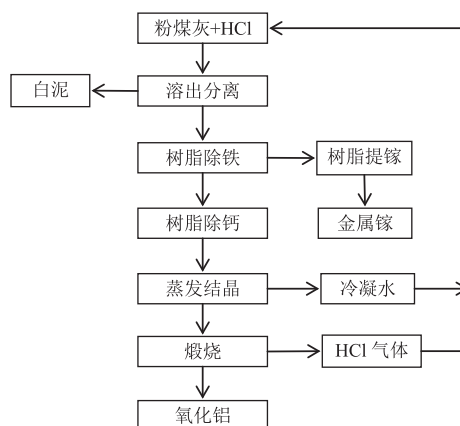 粉煤灰+HCl
白泥
溶出分离
树脂除铁
树脂提镓
树脂除钙
金属镓
蒸发结晶
冷凝水
煅烧
HCl 气体
氧化铝